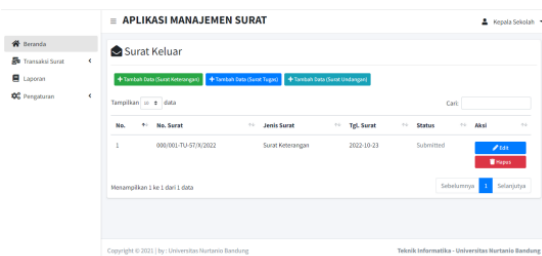 ≡ APLIKASI MANAJEMEN SURAT
Kepala Sekolah
Beranda
Transaksi Surat
Laporan
Pengaturan
Surat Keluar
+Tambah Data (Surat Keterangan) +Tambah Data (Surat Tugas) +Tambah Data (Surat Undangan)
Tampilkan 10 data
Cari:
No. No. Surat Jenis Surat Tgl. Surat Status Aksi
1 000/001-TU-57/X/2022 Surat Keterangan 2022-10-23 Submitted Edit
Hapus
Menampilkan 1 ke 1 dari 1 data
Sebelumnya 1 Selanjutya
Copyright © 2021 | by : Universitas Nurtanio Bandung
Teknik Informatika - Universitas Nurtanio Bandung